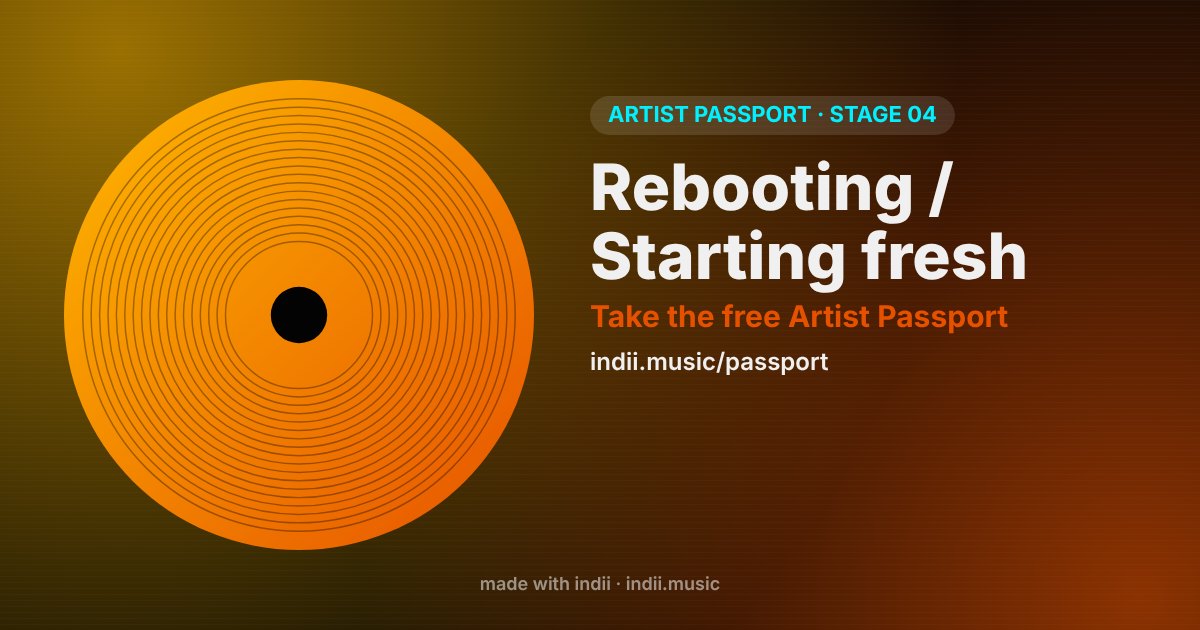 ARTIST PASSPORT · STAGE 04
Rebooting /
Starting fresh
Take the free Artist Passport
indii.music/passport
made with indii · indii.music